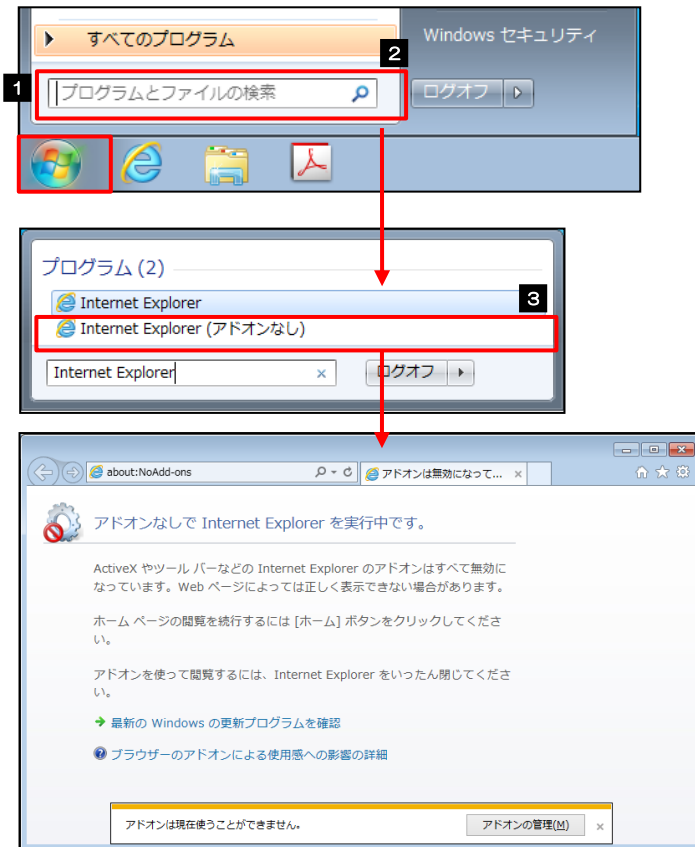 すべてのプログラム
Windows セキュリティ
2
1
プログラムとファイルの検索
ログオフ
プログラム (2)
Internet Explorer
3
Internet Explorer (アドオンなし)
Internet Explorer
ログオフ
about:NoAdd-ons
アドオンは無効になって...
アドオンなしで Internet Explorer を実行中です。
ActiveX やツール バーなどの Internet Explorer のアドオンはすべて無効に
なっています。Web ページによっては正しく表示できない場合があります。
ホーム ページの閲覧を続行するには [ホーム] ボタンをクリックしてくださ
い。
アドオンを使って閲覧するには、Internet Explorer をいったん閉じてくださ
い。
最新の Windows の更新プログラムを確認
ブラウザーのアドオンによる使用感への影響の詳細
アドオンは現在使うことができません。
アドオンの管理(M)